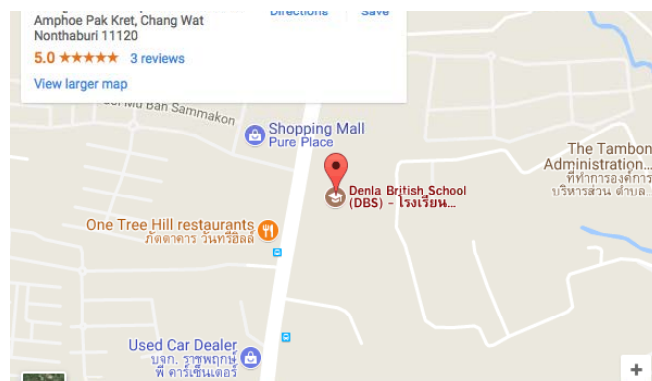 Amphoe Pak Kret, Chang Wat
Nonthaburi 11120
5.0 ★★★★★ 3 reviews
View larger map
Directions
Save
Mu Ban Sammakon
Shopping Mall
Pure Place
The Tambon
Administration...
ที่ทำการองค์การ
บริหารส่วน ตำบล...
Denla British School
(DBS) - โรงเรียน...
One Tree Hill restaurants
ภัตตาคาร วันทรีฮิลล์
Used Car Dealer
บจก. ราชพฤกษ์
พี คาร์เซ็นเตอร์
+